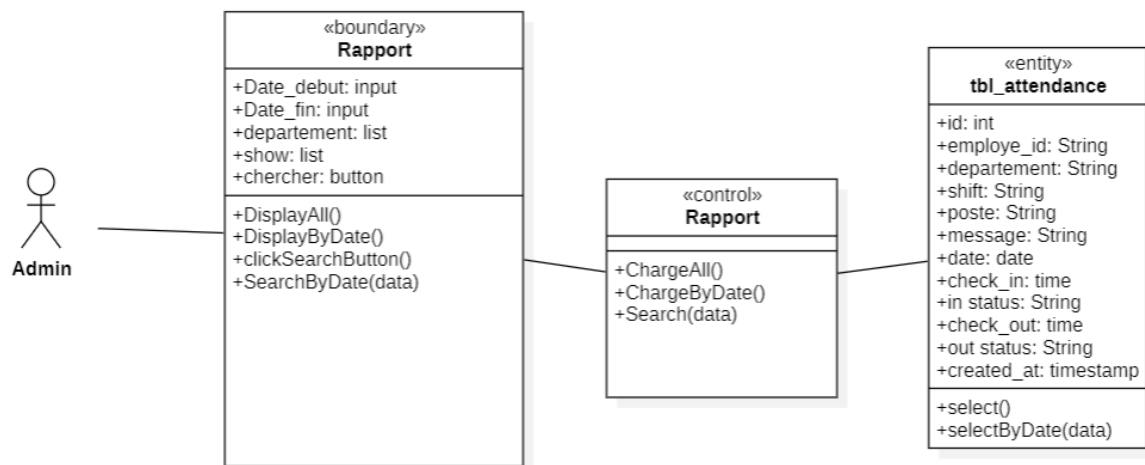 Admin
«boundary»
Rapport
+Date_debut: input
+Date_fin: input
+departement: list
+show: list
+chercher: button
+DisplayAll()
+DisplayByDate()
+clickSearchButton()
+SearchByDate(data)
«control»
Rapport
+ChargeAll()
+ChargeByDate()
+Search(data)
«entity»
tbl_attendance
+id: int
+employe_id: String
+departement: String
+shift: String
+poste: String
+message: String
+date: date
+check_in: time
+in status: String
+check_out: time
+out status: String
+created_at: timestamp
+select()
+selectByDate(data)